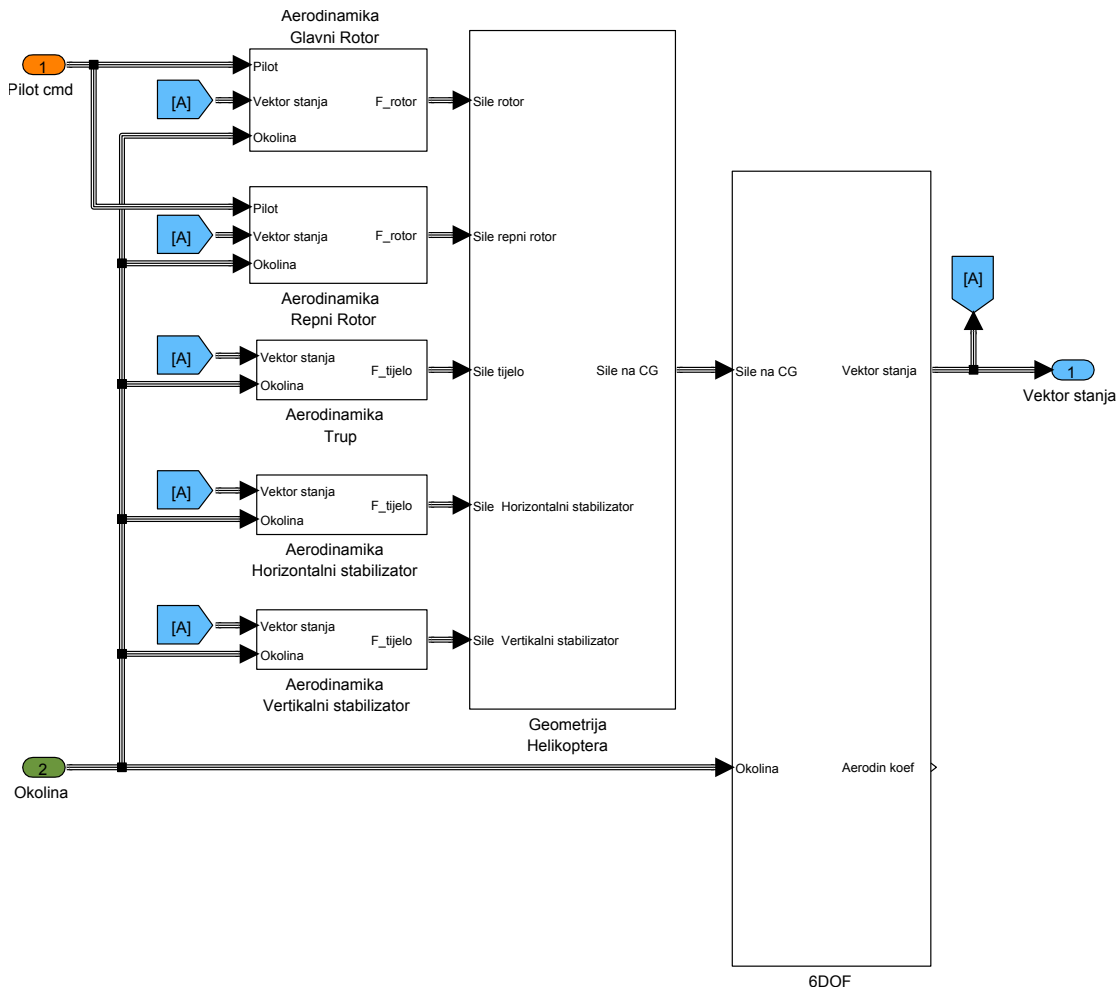 Aerodinamika
Glavni Rotor
1
Pilot cmd
Pilot
[A]
Vektor stanja
F_rotor
Okolina
Sile rotor
Pilot
[A]
Vektor stanja
F_rotor
Okolina
Sile repni rotor
Aerodinamika
Repni Rotor
[A]
Vektor stanja
F_tijelo
Okolina
Sile tijelo
Sile na CG
Aerodinamika
Trup
[A]
Vektor stanja
F_tijelo
Okolina
Sile Horizontalni stabilizator
Aerodinamika
Horizontalni stabilizator
[A]
Vektor stanja
F_tijelo
Okolina
Sile Vertikalni stabilizator
Aerodinamika
Vertikalni stabilizator
Geometrija
Helikoptera
Sile na CG
Vektor stanja
[A]
1
Vektor stanja
2
Okolina
Okolina
Aerodin koef
6DOF